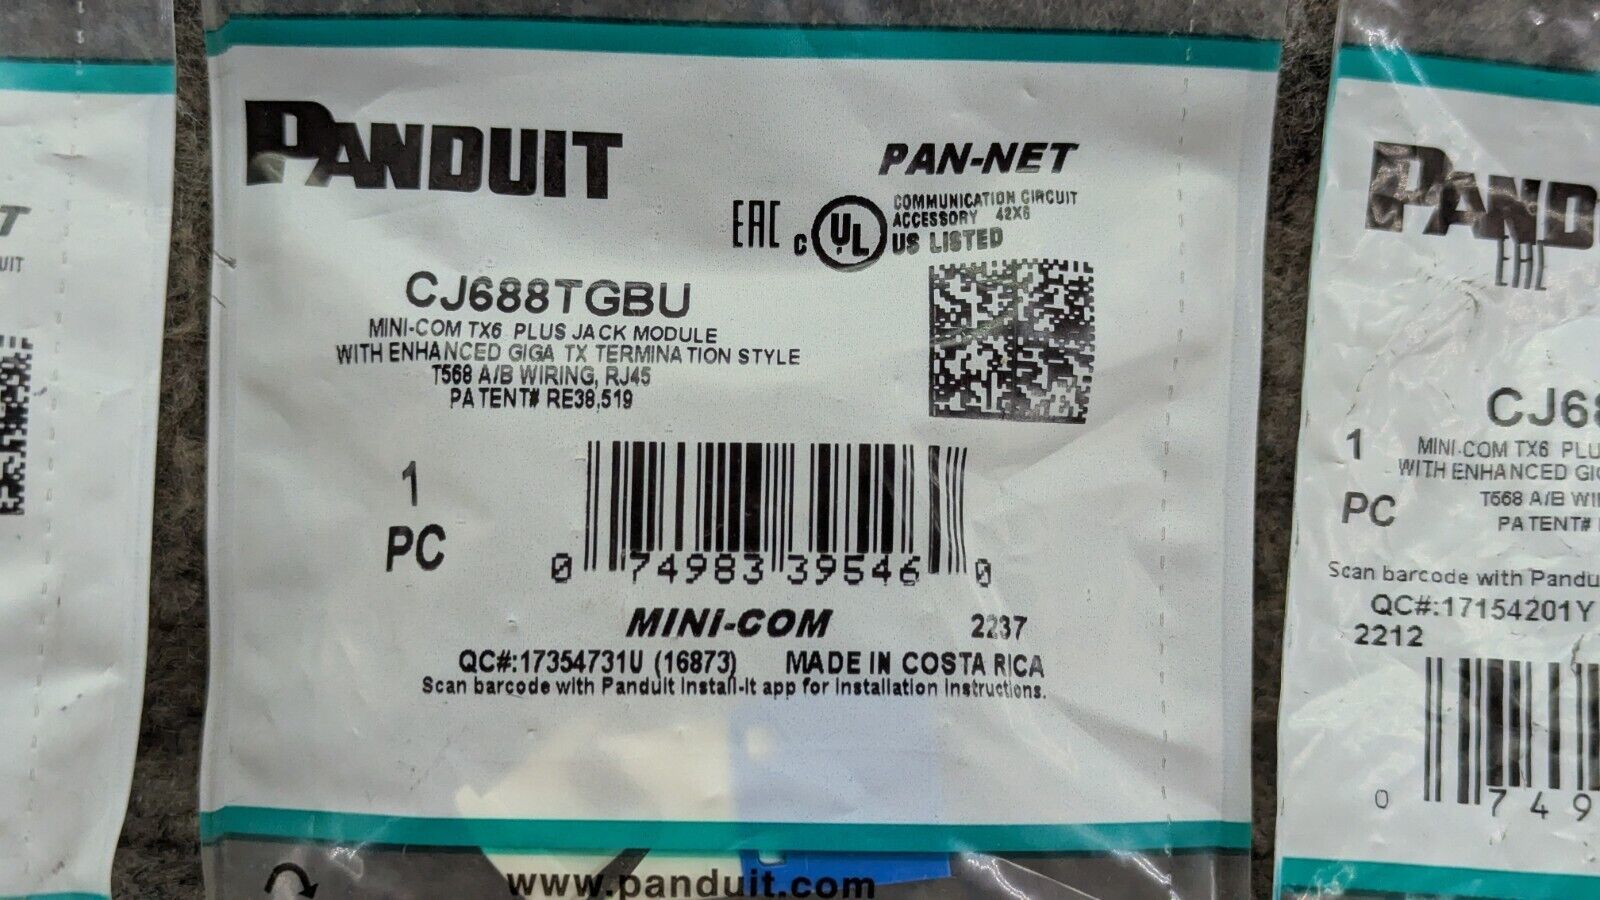 PANDUIT
PAN-NET
EAC
C UL US LISTED
COMMUNICATION CIRCUIT
ACCESSORY 42X6
CJ688TGBU
MINI-COM TX6 PLUS JACK MODULE
WITH ENHANCED GIGA TX TERMINATION STYLE
T568 A/B WIRING, RJ45
PATENT# RE38,519
1
PC
0 74983 39546 0
MINI-COM
2237
QC#:17354731U (16873) MADE IN COSTA RICA
Scan barcode with Panduit Install-It app for Installation Instructions.
www.panduit.com
T
UIT
PAND
EAC
CJ68
1
PC
MINI-COM TX6 PLU
WITH ENHANCED GIG
T568 A/B WI
PATENT#
Scan barcode with Pandu
QC#:17154201Y
2212
0 749